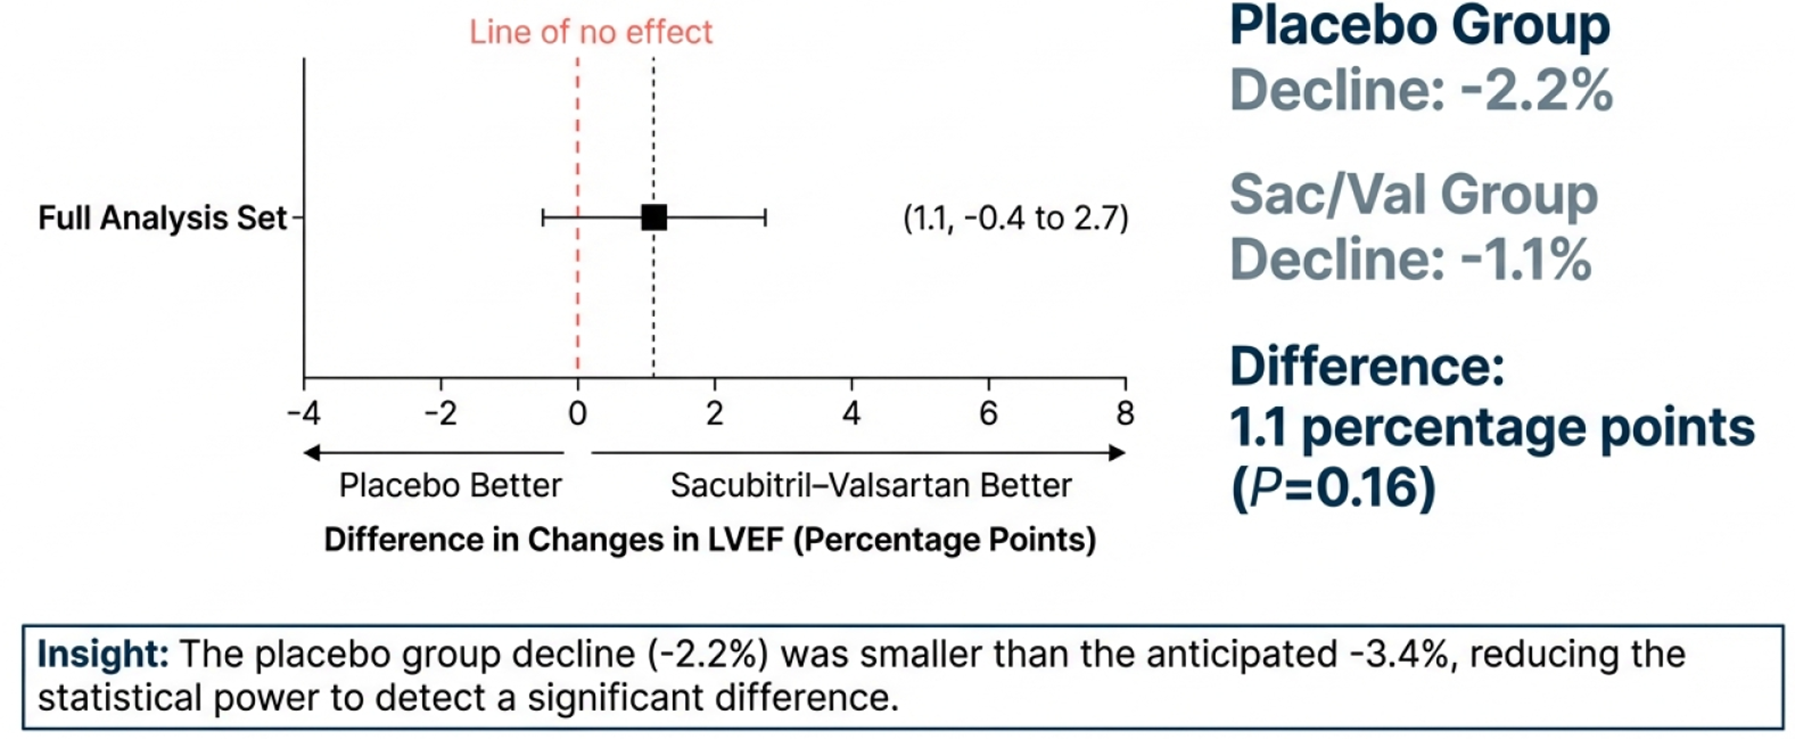 Line of no effect
Full Analysis Set
(1.1, -0.4 to 2.7)
-4 -2 0 2 4 6 8
Placebo Better
Sacubitril–Valsartan Better
Difference in Changes in LVEF (Percentage Points)
Placebo Group
Decline: -2.2%
Sac/Val Group
Decline: -1.1%
Difference:
1.1 percentage points
(P=0.16)
Insight: The placebo group decline (-2.2%) was smaller than the anticipated -3.4%, reducing the
statistical power to detect a significant difference.